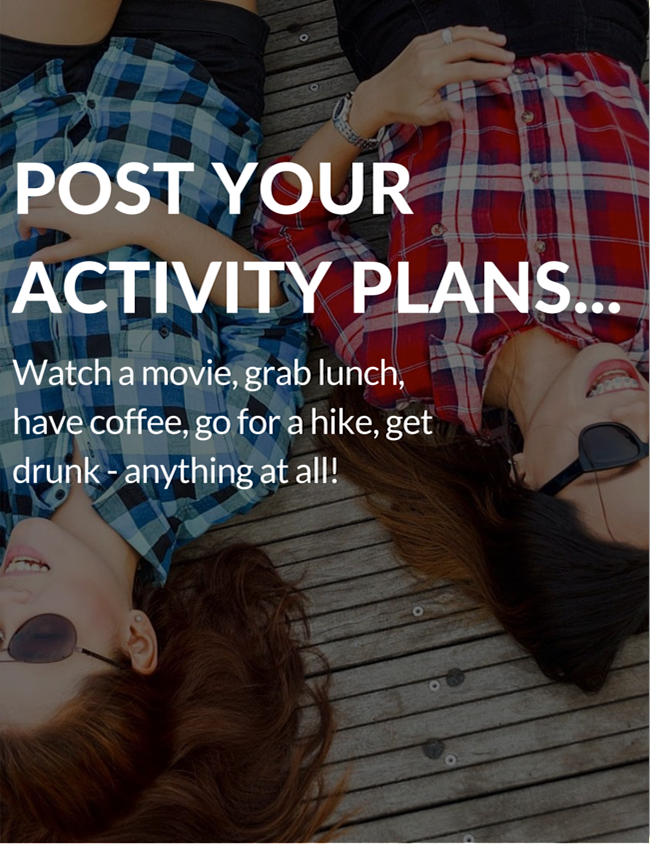 POST YOUR
ACTIVITY PLANS...
Watch a movie, grab lunch,
have coffee, go for a hike, get
drunk - anything at all!